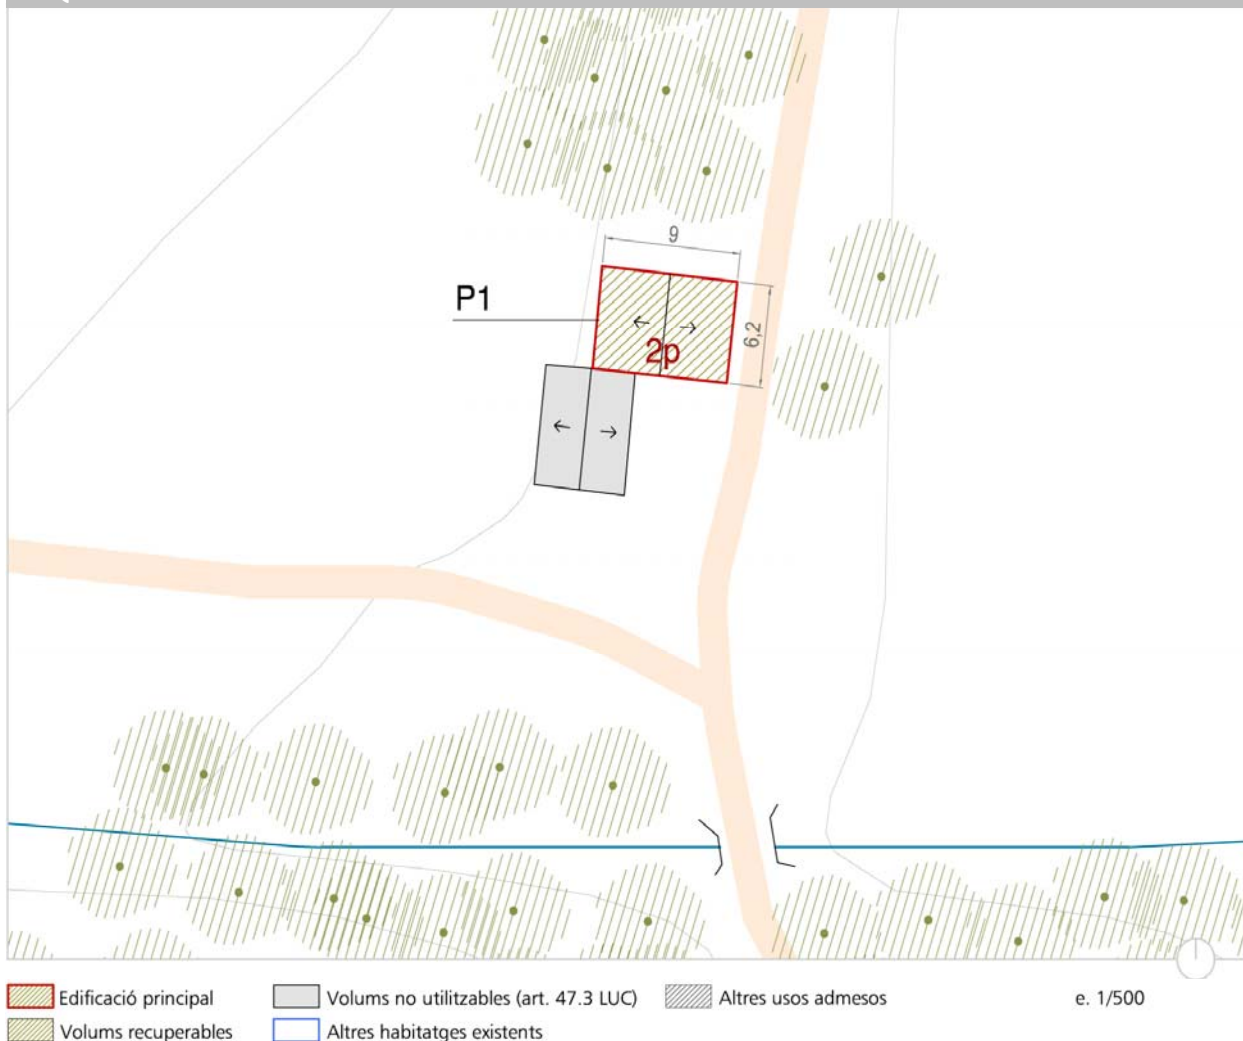 9
P1
6,2
2p
Edificació principal
Volums no utilitzables (art. 47.3 LUC)
Altres usos admesos
e. 1/500
Volums recuperables
Altres habitatges existents